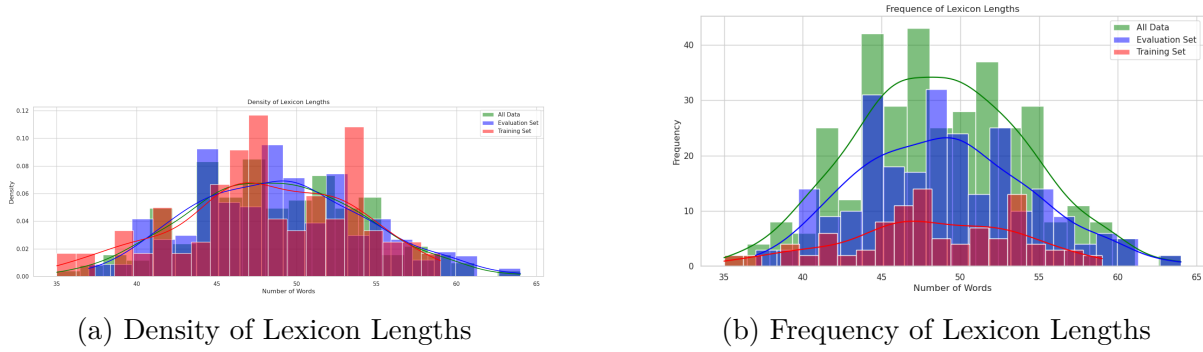 Density of Lexicon Lengths
0.12
0.10
0.08
0.06
0.04
0.02
0.00
Density
All Data
Evaluation Set
Training Set
35 40 45 50 55 60 65
Number of Words
(a) Density of Lexicon Lengths
Frequence of Lexicon Lengths
40
30
20
10
0
Frequency
All Data
Evaluation Set
Training Set
35 40 45 50 55 60 65
Number of Words
(b) Frequency of Lexicon Lengths